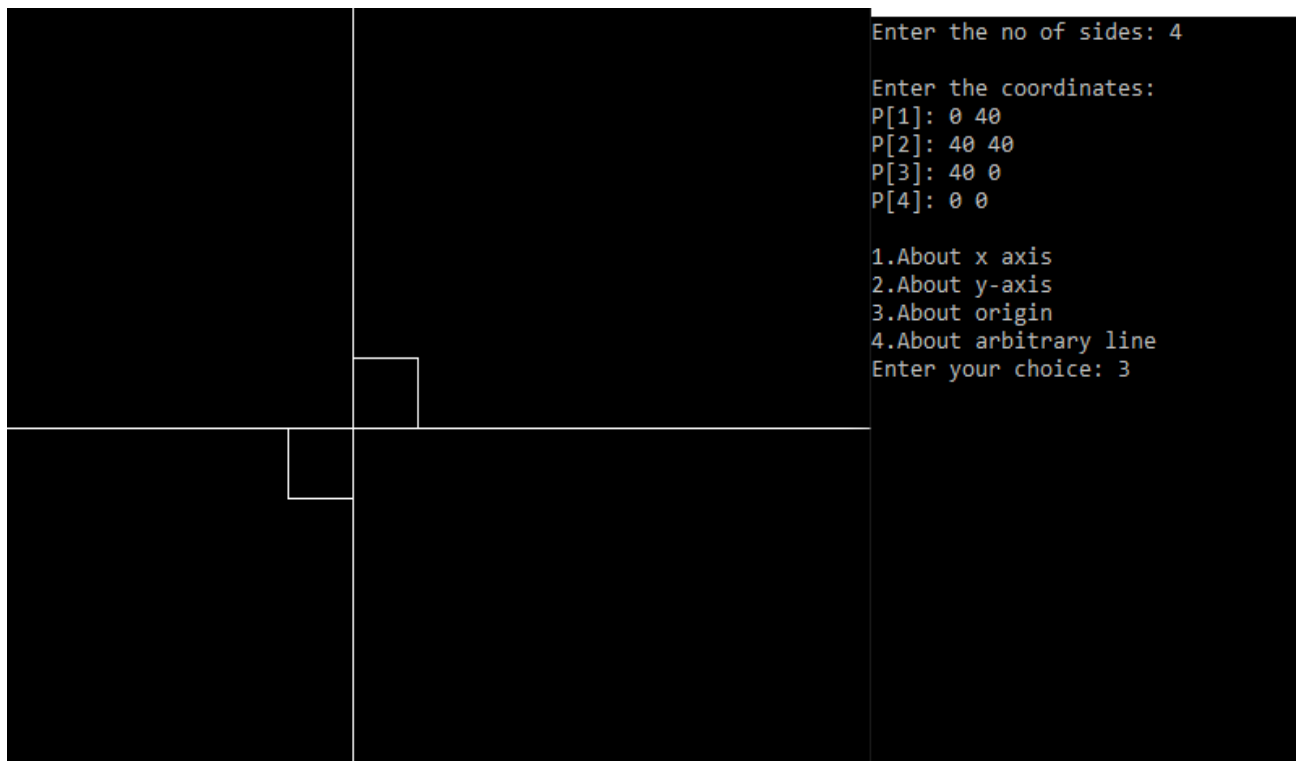 Enter the no of sides: 4
Enter the coordinates:
P[1]: 0 40
P[2]: 40 40
P[3]: 40 0
P[4]: 0 0
1.About x axis
2.About y-axis
3.About origin
4.About arbitrary line
Enter your choice: 3